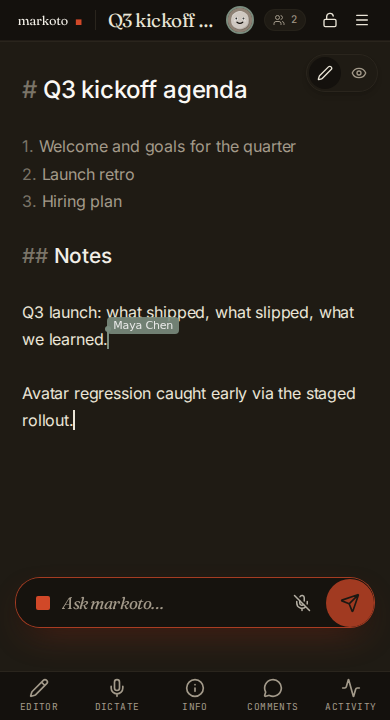 markoto
Q3 kickoff ...
2
# Q3 kickoff agenda
1. Welcome and goals for the quarter
2. Launch retro
3. Hiring plan
## Notes
Q3 launch: what shipped, what slipped, what
Maya Chen
we learned.
Avatar regression caught early via the staged
rollout.
Ask markoto...
EDITOR
DICTATE
INFO
COMMENTS
ACTIVITY